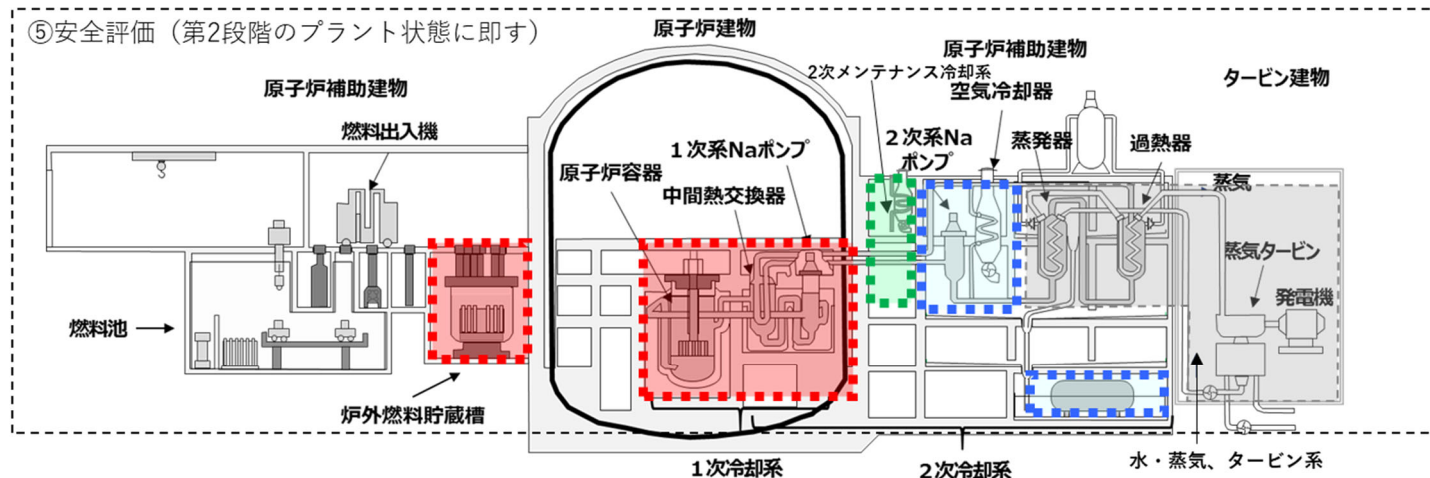 ⑤安全評価（第2段階のプラント状態に即す）
原子炉建物
原子炉補助建物
2次メンテナンス冷却系
空気冷却器
タービン建物
原子炉補助建物
燃料出入機
1次系Naポンプ
2次系Na
ポンプ
蒸発器
過熱器
原子炉容器
中間熱交換器
蒸気
蒸気タービン
発電機
燃料池
炉外燃料貯蔵槽
1次冷却系
2次冷却系
水・蒸気、タービン系